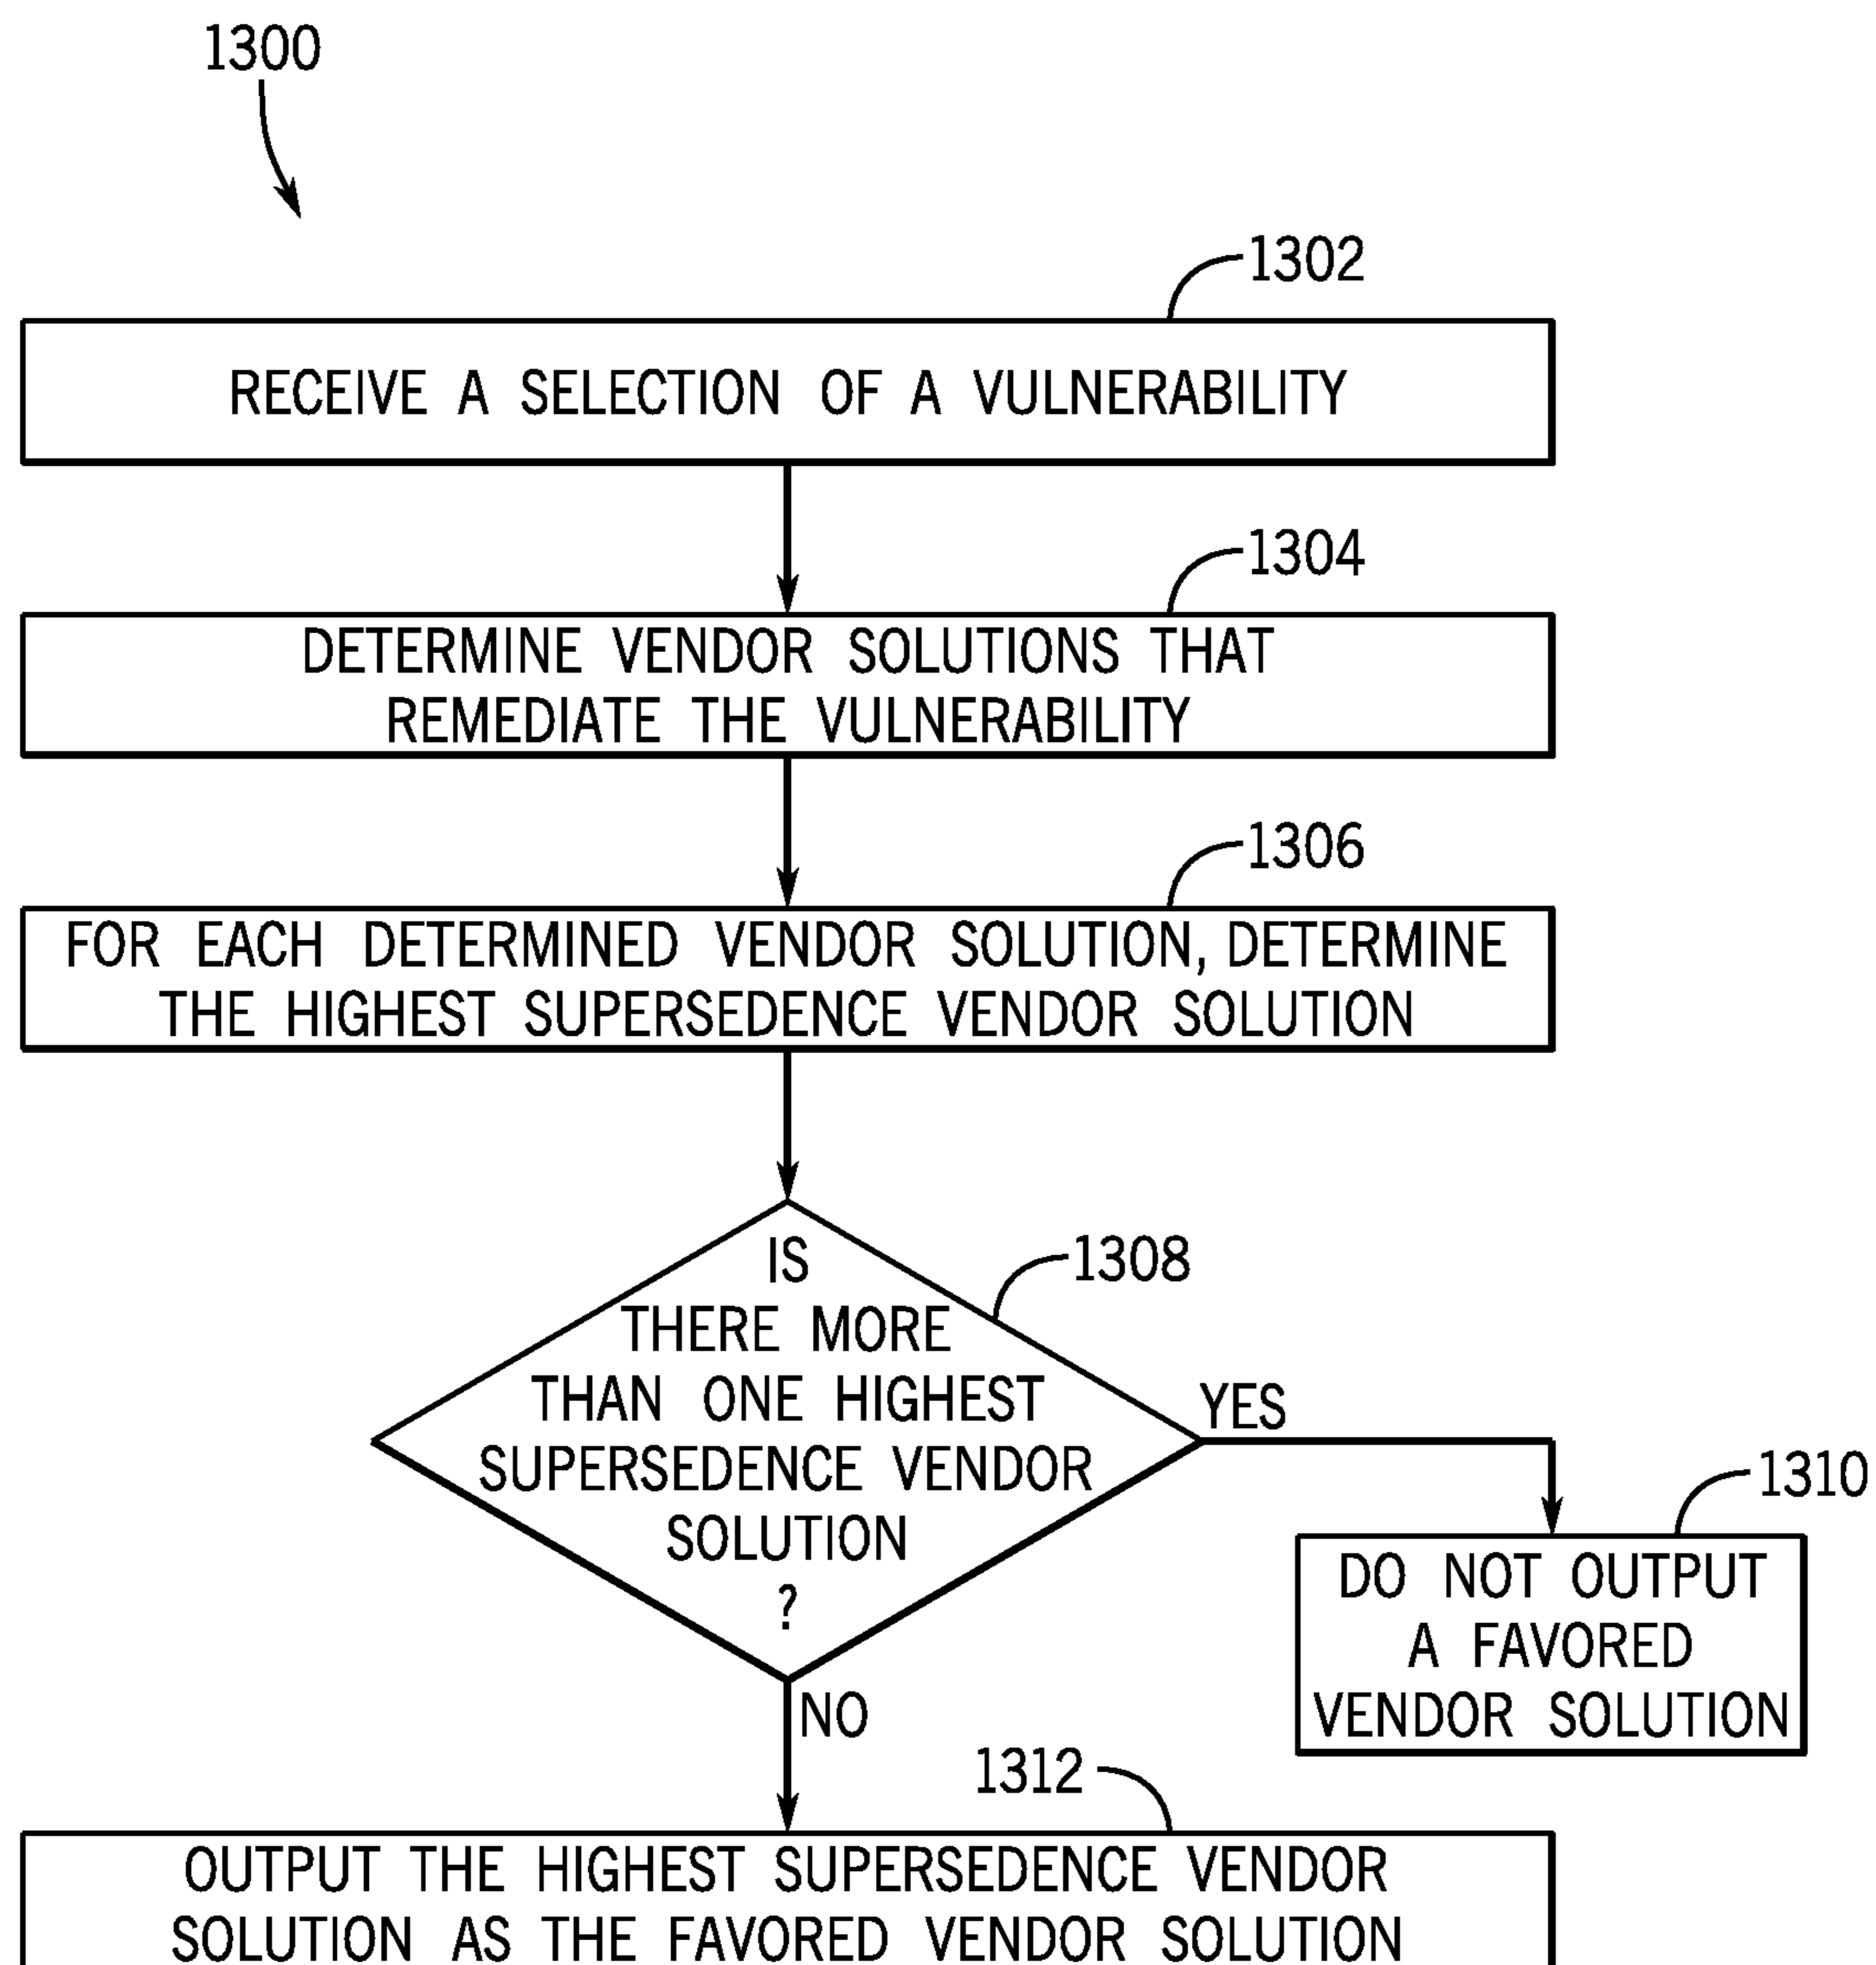 1300
1302
RECEIVE A SELECTION OF A VULNERABILITY
1304
DETERMINE VENDOR SOLUTIONS THAT
REMEDIATE THE VULNERABILITY
1306
FOR EACH DETERMINED VENDOR SOLUTION, DETERMINE
THE HIGHEST SUPERSEDENCE VENDOR SOLUTION
1308
IS
THERE MORE
THAN ONE HIGHEST
SUPERSEDENCE VENDOR
SOLUTION
?
YES
1310
DO NOT OUTPUT
A FAVORED
VENDOR SOLUTION
NO
1312
OUTPUT THE HIGHEST SUPERSEDENCE VENDOR
SOLUTION AS THE FAVORED VENDOR SOLUTION